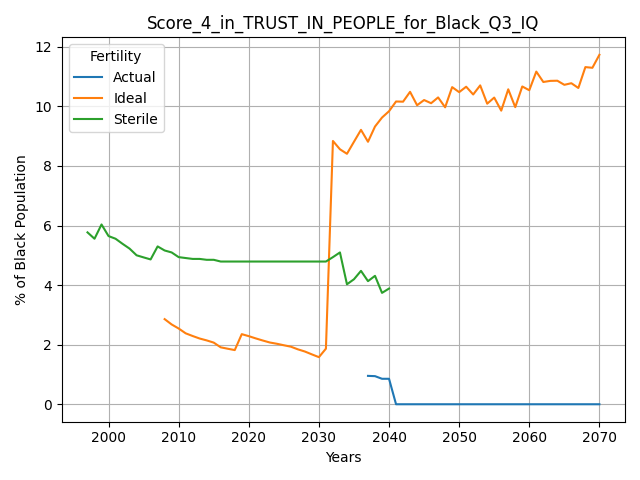 Score_4_in_TRUST_IN_PEOPLE_for_Black_Q3_IQ
Fertility
Actual
Ideal
Sterile
% of Black Population
12
10
8
6
4
2
0
2000 2010 2020 2030 2040 2050 2060 2070
Years